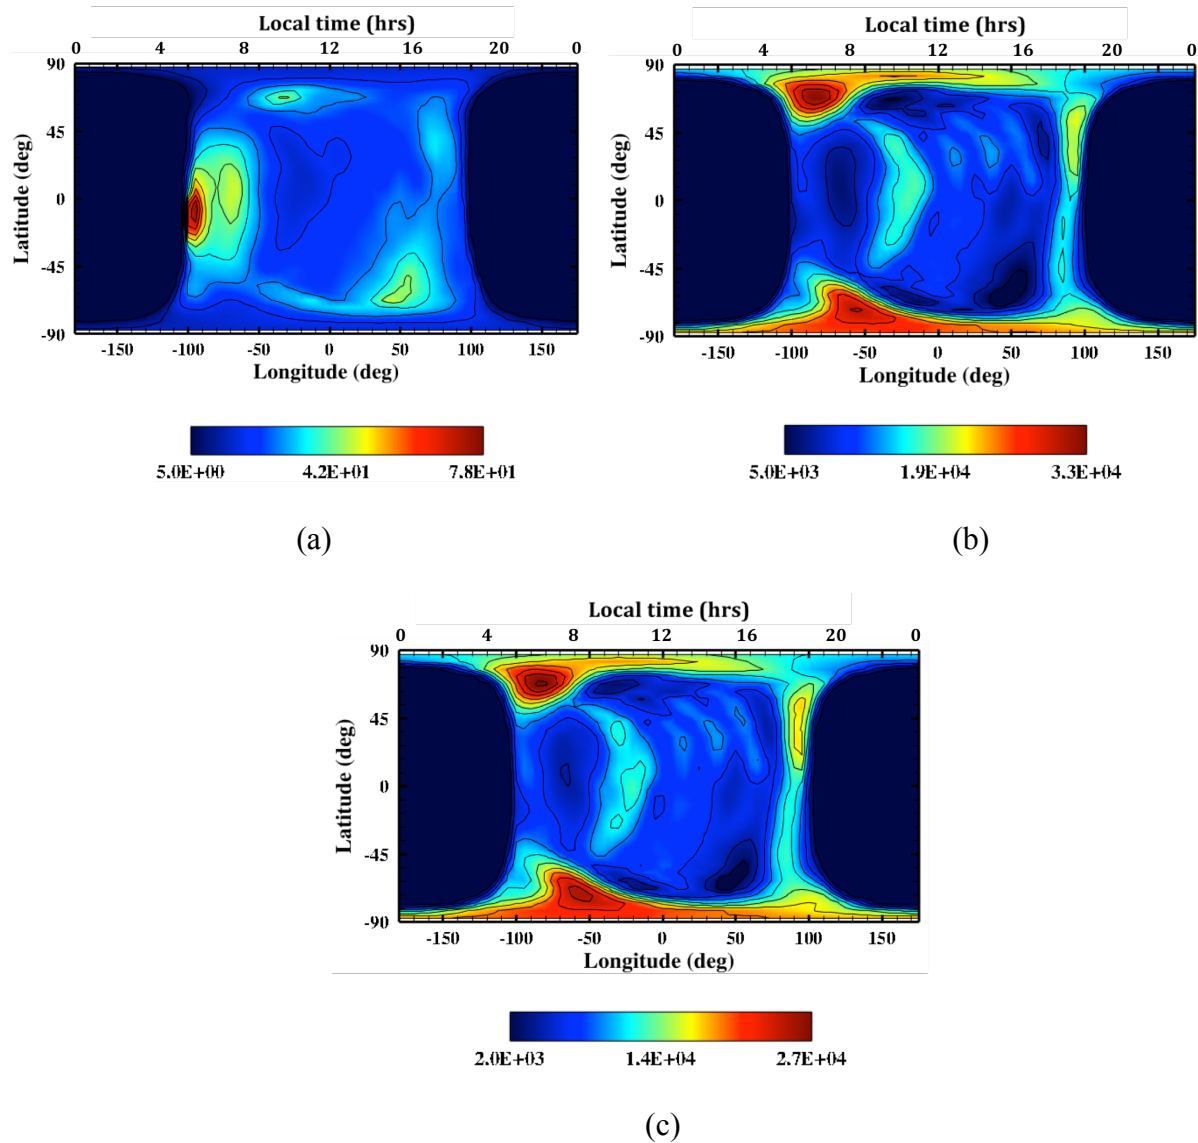 Local time (hrs)
0 4 8 12 16 20 0
90
45
0
-45
-90
Latitude (deg)
-150 -100 -50 0 50 100 150
Longitude (deg)
5.0E+00 4.2E+01 7.8E+01
(a)
Local time (hrs)
0 4 8 12 16 20 0
90
45
0
-45
-90
Latitude (deg)
-150 -100 -50 0 50 100 150
Longitude (deg)
5.0E+03 1.9E+04 3.3E+04
(b)
Local time (hrs)
0 4 8 12 16 20 0
90
45
0
-45
-90
Latitude (deg)
-150 -100 -50 0 50 100 150
Longitude (deg)
2.0E+03 1.4E+04 2.7E+04
(c)